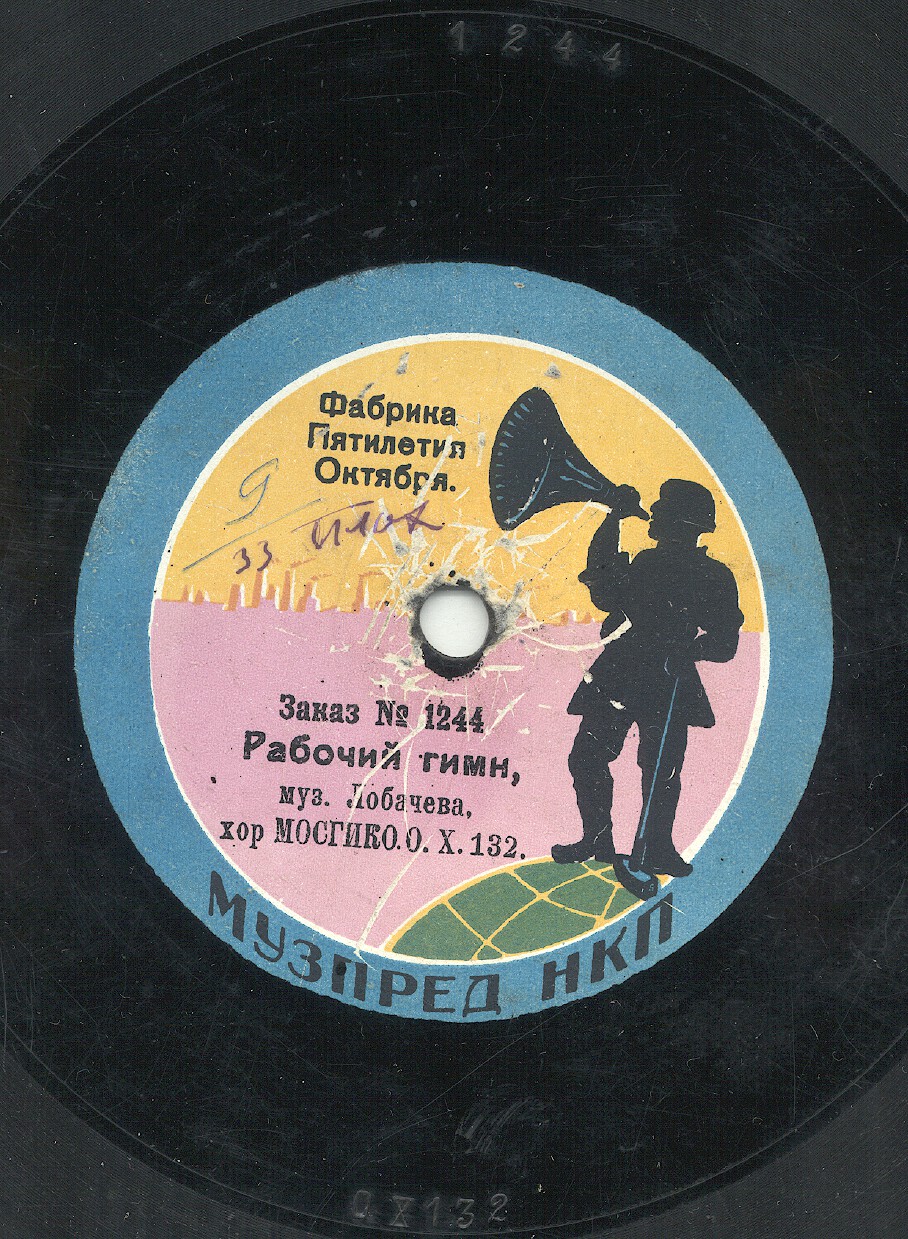 1244
Фабрика
Пятилетия
Октября.
9
33 плох
Заказ № 1244
Рабочий гимн,
муз. Лобачева,
хор МОСГИКО.О. Х. 132.
МУЗПРЕД НКП
ОХ132